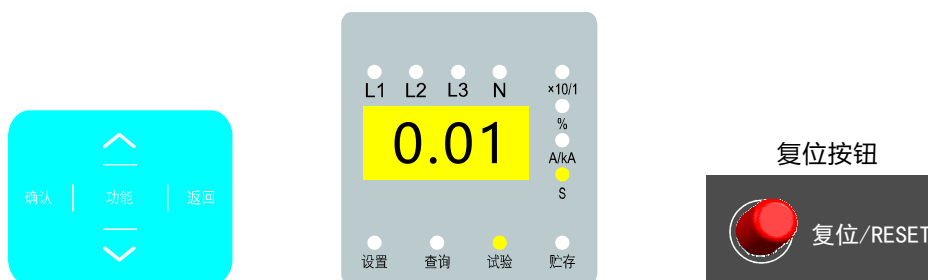 L1 L2 L3 N ×10/1
%
0.01
A/kA
S
设置 查询 试验 贮存
确认 功能 返回
复位按钮
复位/RESET